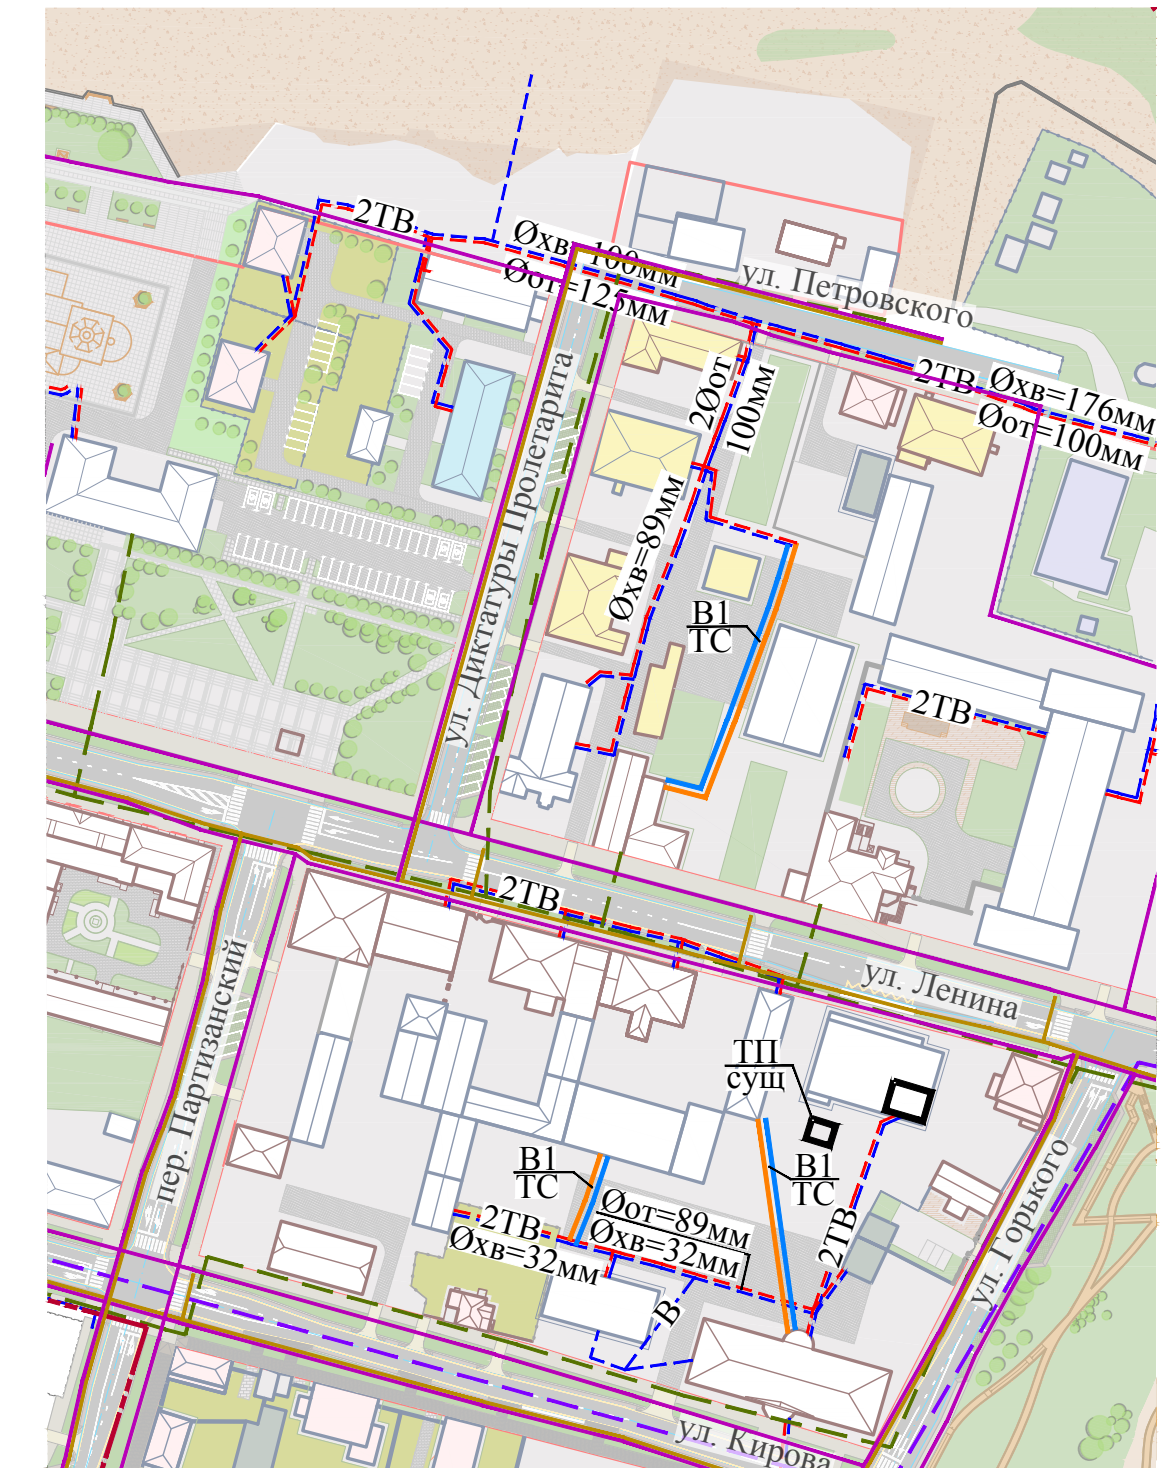 2ТВ
Øхв=100мм
Øот=125мм
ул. Петровского
2ТВ
Øхв=176мм
Øот=100мм
2Øот
100мм
Øхв=89мм
ул. Диктатуры Пролетарита
В1
ТС
2ТВ
2ТВ
ул. Ленина
пер. Партизанский
ТП
сущ
В1
ТС
В1
ТС
2ТВ
Øхв=32мм
Øот=89мм
Øхв=32мм
2ТВ
В
ул. Горького
ул. Кирова